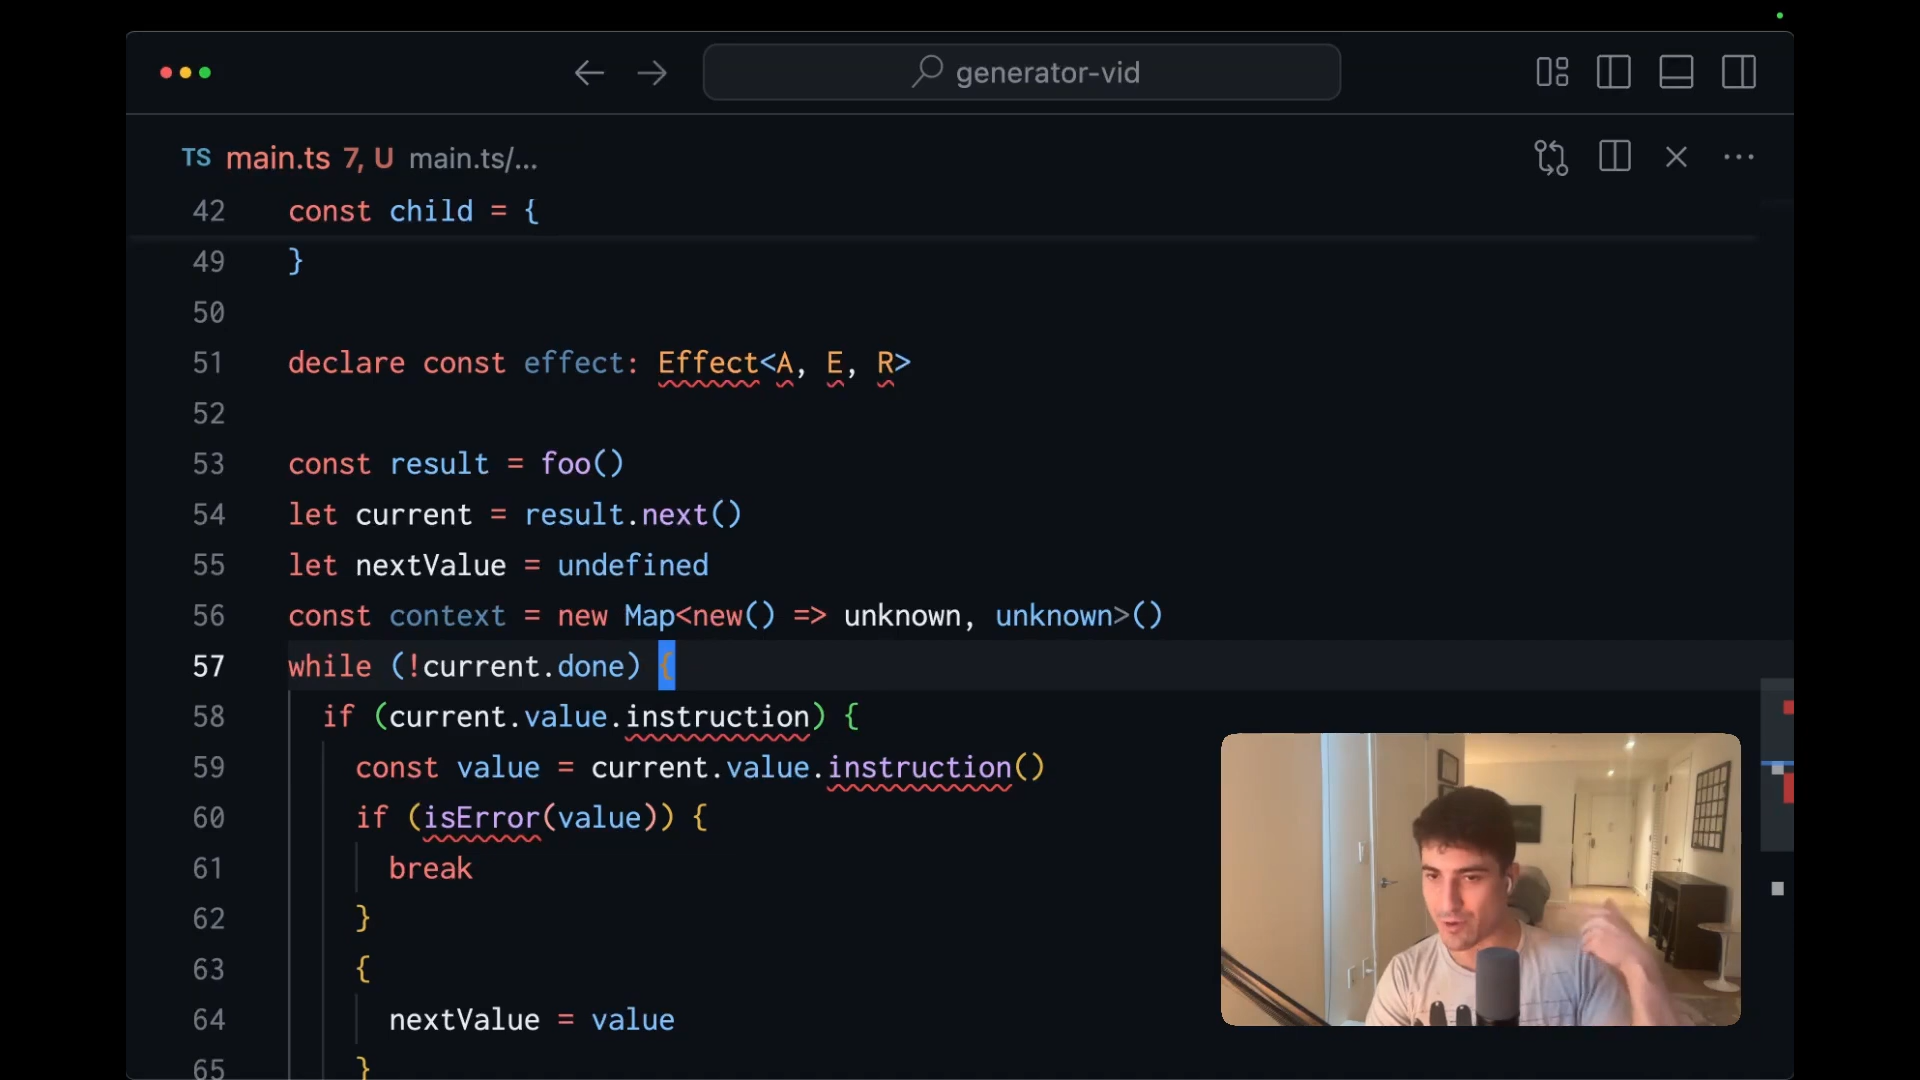 generator-vid
TS main.ts 7, U main.ts/...
42 const child = {
49 }
50
51 declare const effect: Effect<A, E, R>
52
53 const result = foo()
54 let current = result.next()
55 let nextValue = undefined
56 const context = new Map<new() => unknown, unknown>()
57 while (!current.done) {
58 if (current.value.instruction) {
59 const value = current.value.instruction()
60 if (isError(value)) {
61 break
62 }
63 {
64 nextValue = value
65 }